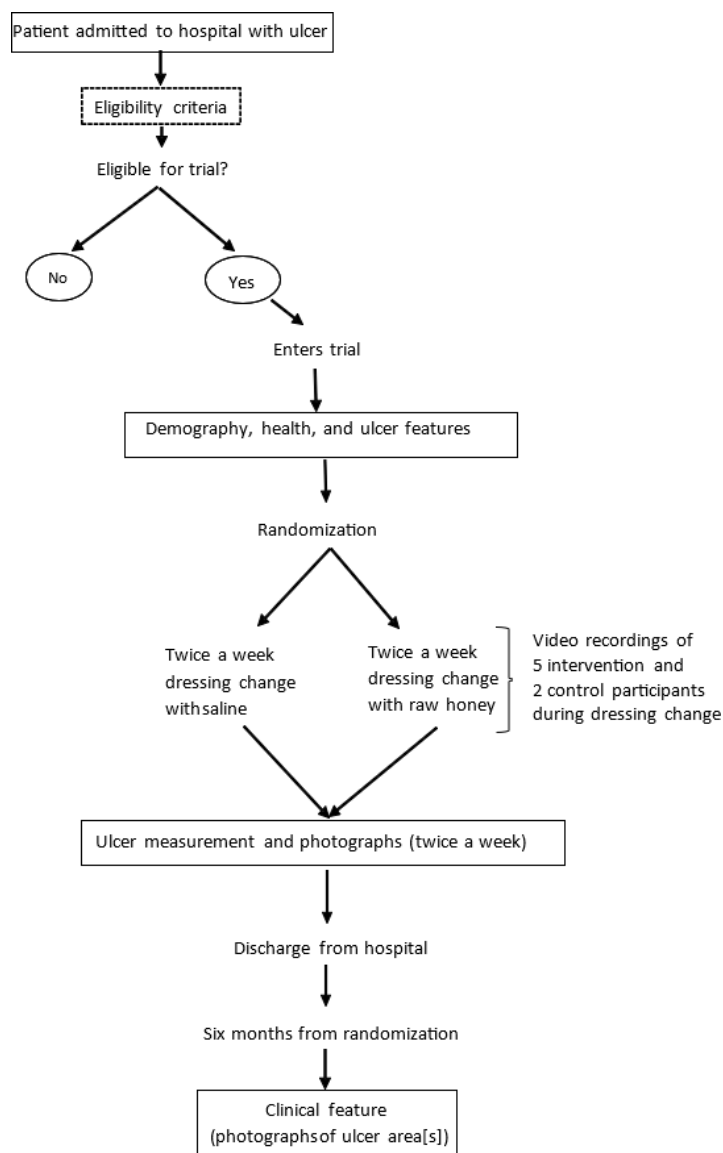 Patient admitted to hospital with ulcer
Eligibility criteria
Eligible for trial?
No
Yes
Enters trial
Demography, health, and ulcer features
Randomization
Twice a week
dressing change
with saline
Twice a week
dressing change
with raw honey
Video recordings of
5 intervention and
2 control participants
during dressing change
Ulcer measurement and photographs (twice a week)
Discharge from hospital
Six months from randomization
Clinical feature
(photographs of ulcer area[s])